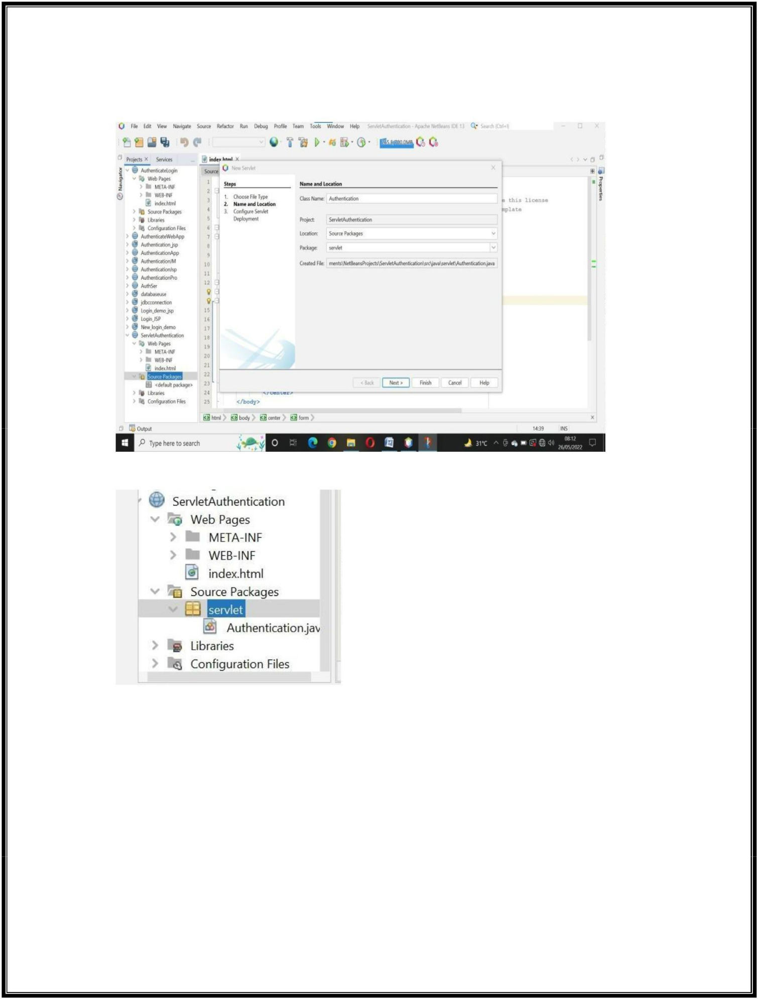 File Edit View Navigate Source Refactor Run Debug Profile Team Tools Window Help ServletAuthentication - Apache NetBeans IDE 13 Search (Ctrl+I)
Projects Services
Navigator
AuthenticateLogin
Web Pages
META-INF
WEB-INF
index.html
Source Packages
Libraries
Configuration Files
AuthenticateWebApp
Authentication_jsp
AuthenticationApp
AuthenticationJM
AuthenticationJsp
AuthenticationPro
AuthSer
databaseuse
jdbcconnection
Login_demo_jsp
Login_JSP
New_login_demo
ServletAuthentication
Web Pages
META-INF
WEB-INF
index.html
Source Packages
<default package>
Libraries
Configuration Files
index.html
Source
1
2
3
4
5
6
7
8
9
10
11
12
15
16
17
18
19
20
21
22
23
24
25
New Servlet
Steps
1. Choose File Type
2. Name and Location
3. Configure Servlet
Deployment
Name and Location
Class Name: Authentication
Project: ServletAuthentication
Location: Source Packages
Package: servlet
Created File: ments\NetBeansProjects\ServletAuthentication\src\java\servlet\Authentication.java
< Back Next > Finish Cancel Help
this license
</center>
</body>
html body center form
Properties
Output
14:39 INS
Type here to search
31°C
08:12
26/05/2022
ServletAuthentication
Web Pages
META-INF
WEB-INF
index.html
Source Packages
servlet
Authentication.jav
Libraries
Configuration Files